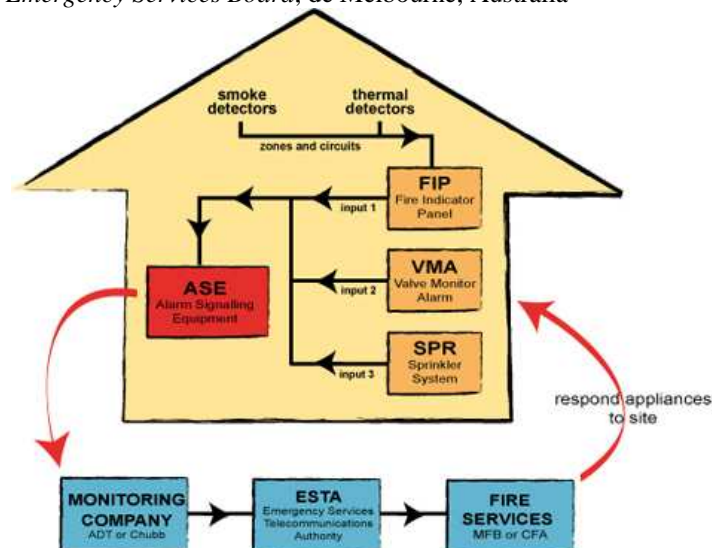 Emergency Services Board, de Melbourne, Australia
smoke
detectors
thermal
detectors
zones and circuits
FIP
Fire Indicator
Panel
input 1
ASE
Alarm Signalling
Equipment
VMA
Valve Monitor
Alarm
input 2
SPR
Sprinkler
System
input 3
respond appliances
to site
MONITORING
COMPANY
ADT or Chubb
ESTA
Emergency Services
Telecommunications
Authority
FIRE
SERVICES
MFB or CFA